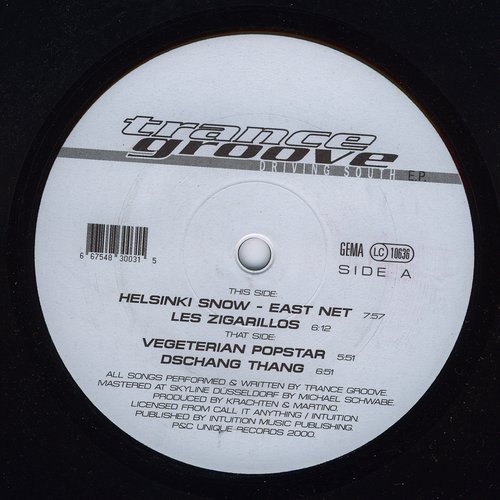 trance
groove
DRIVING SOUTH E.P.
6 67548 30031 5
GEMA LC 10636
SIDE A
THIS SIDE:
HELSINKI SNOW - EAST NET 7:57
LES ZIGARILLOS 6:12
THAT SIDE:
VEGETERIAN POPSTAR 5:51
DSCHANG THANG 6:51
ALL SONGS PERFORMED & WRITTEN BY TRANCE GROOVE.
MASTERED AT SKYLINE DUSSELDORF BY MICHAEL SCHWABE.
PRODUCED BY KRACHTEN & MARTINO.
LICENSED FROM CALL IT ANYTHING / INTUITION.
PUBLISHED BY INTUITION MUSIC PUBLISHING.
P&C UNIQUE RECORDS 2000.